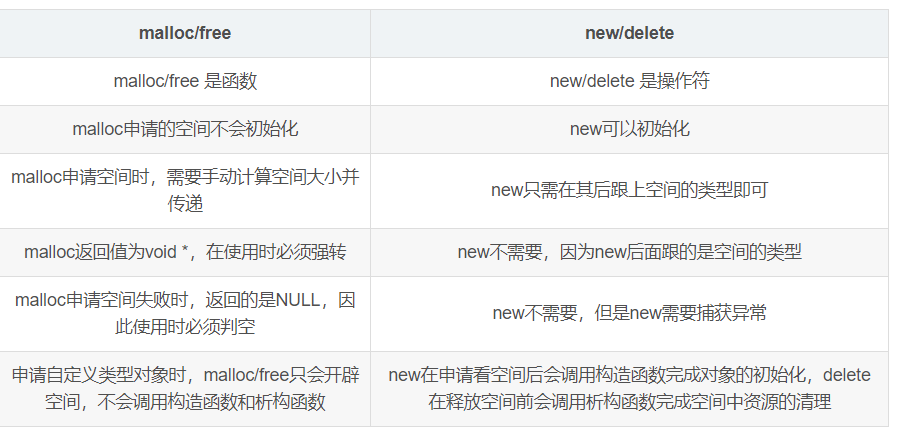 malloc/free
new/delete
malloc/free 是函数
new/delete 是操作符
malloc申请的空间不会初始化
new可以初始化
malloc申请空间时，需要手动计算空间大小并
传递
new只需在其后跟上空间的类型即可
malloc返回值为void *，在使用时必须强转
new不需要，因为new后面跟的是空间的类型
malloc申请空间失败时，返回的是NULL，因
此使用时必须判空
new不需要，但是new需要捕获异常
申请自定义类型对象时，malloc/free只会开辟
空间，不会调用构造函数和析构函数
new在申请看空间后会调用构造函数完成对象的初始化，delete
在释放空间前会调用析构函数完成空间中资源的清理